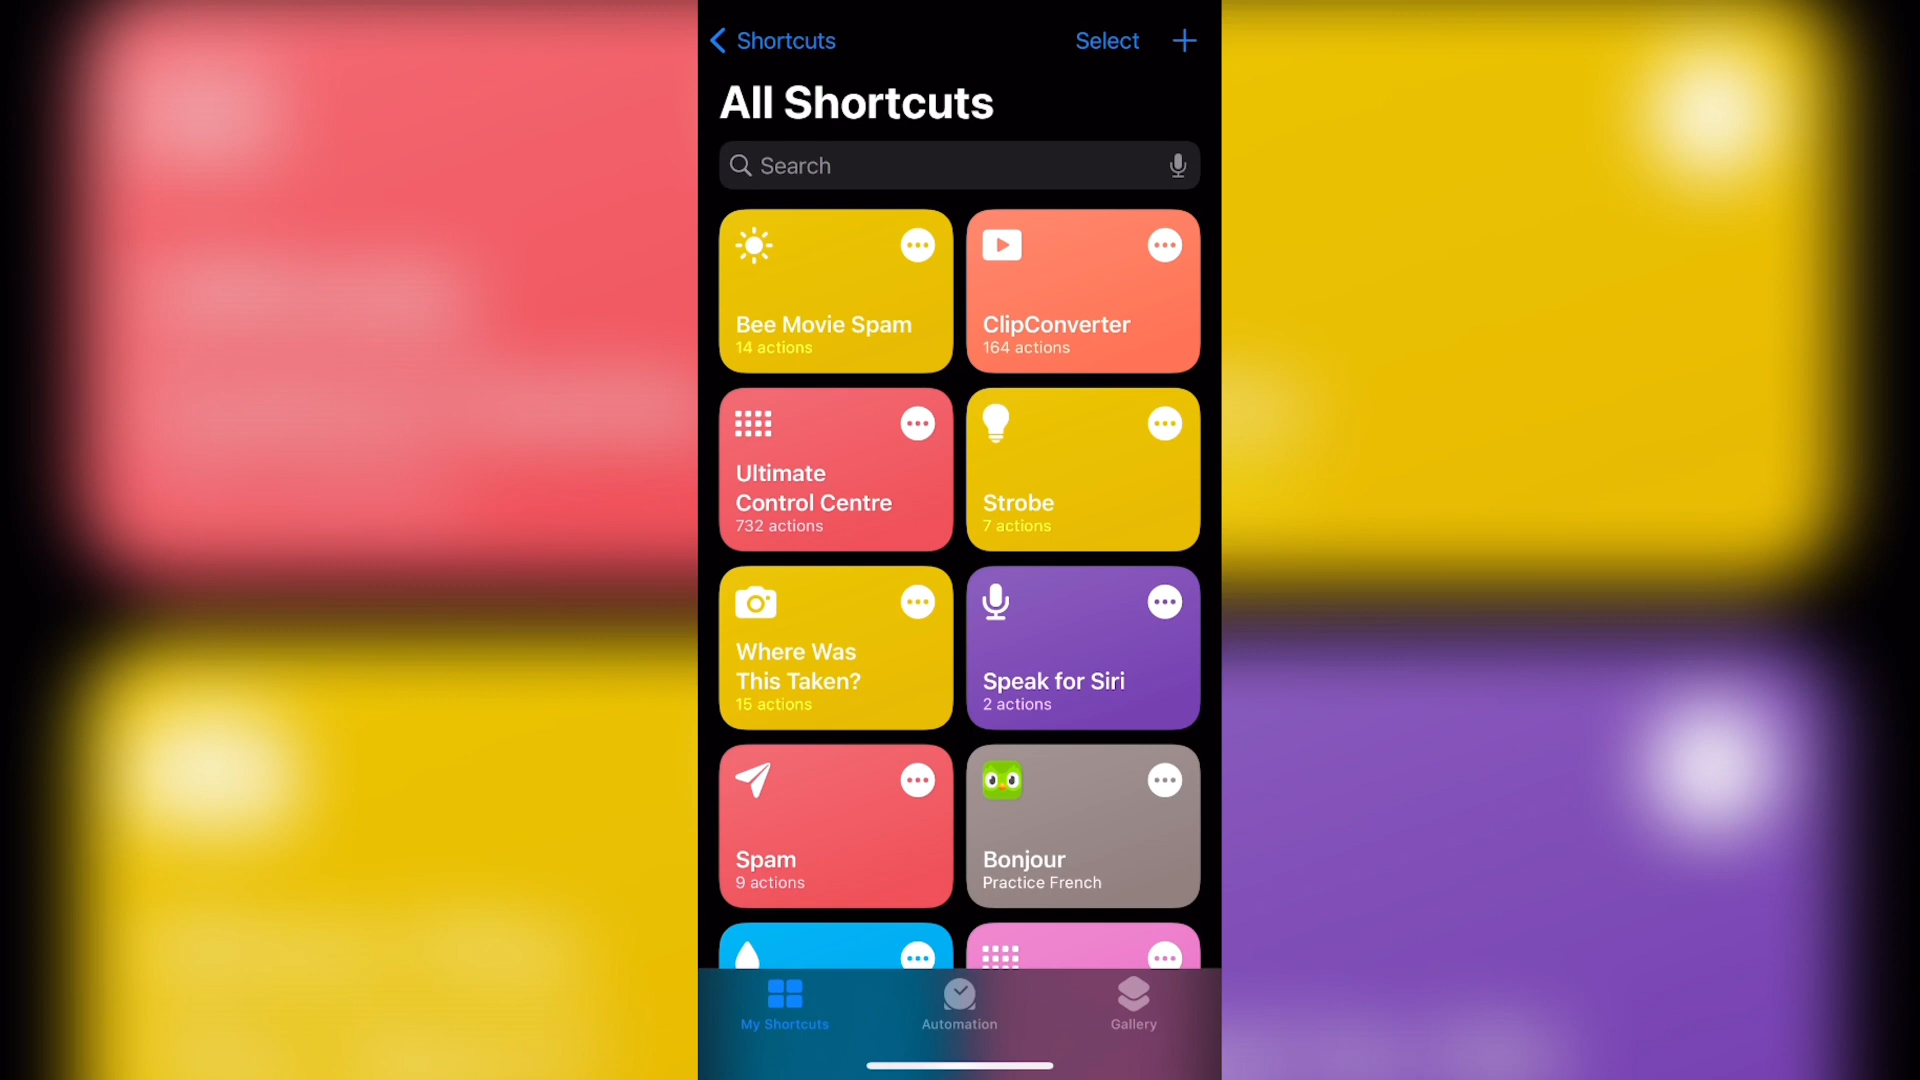 Shortcuts
Select
All Shortcuts
Search
Bee Movie Spam
14 actions
ClipConverter
164 actions
Ultimate
Control Centre
732 actions
Strobe
7 actions
Where Was
This Taken?
15 actions
Speak for Siri
2 actions
Spam
9 actions
Bonjour
Practice French
My Shortcuts
Automation
Gallery